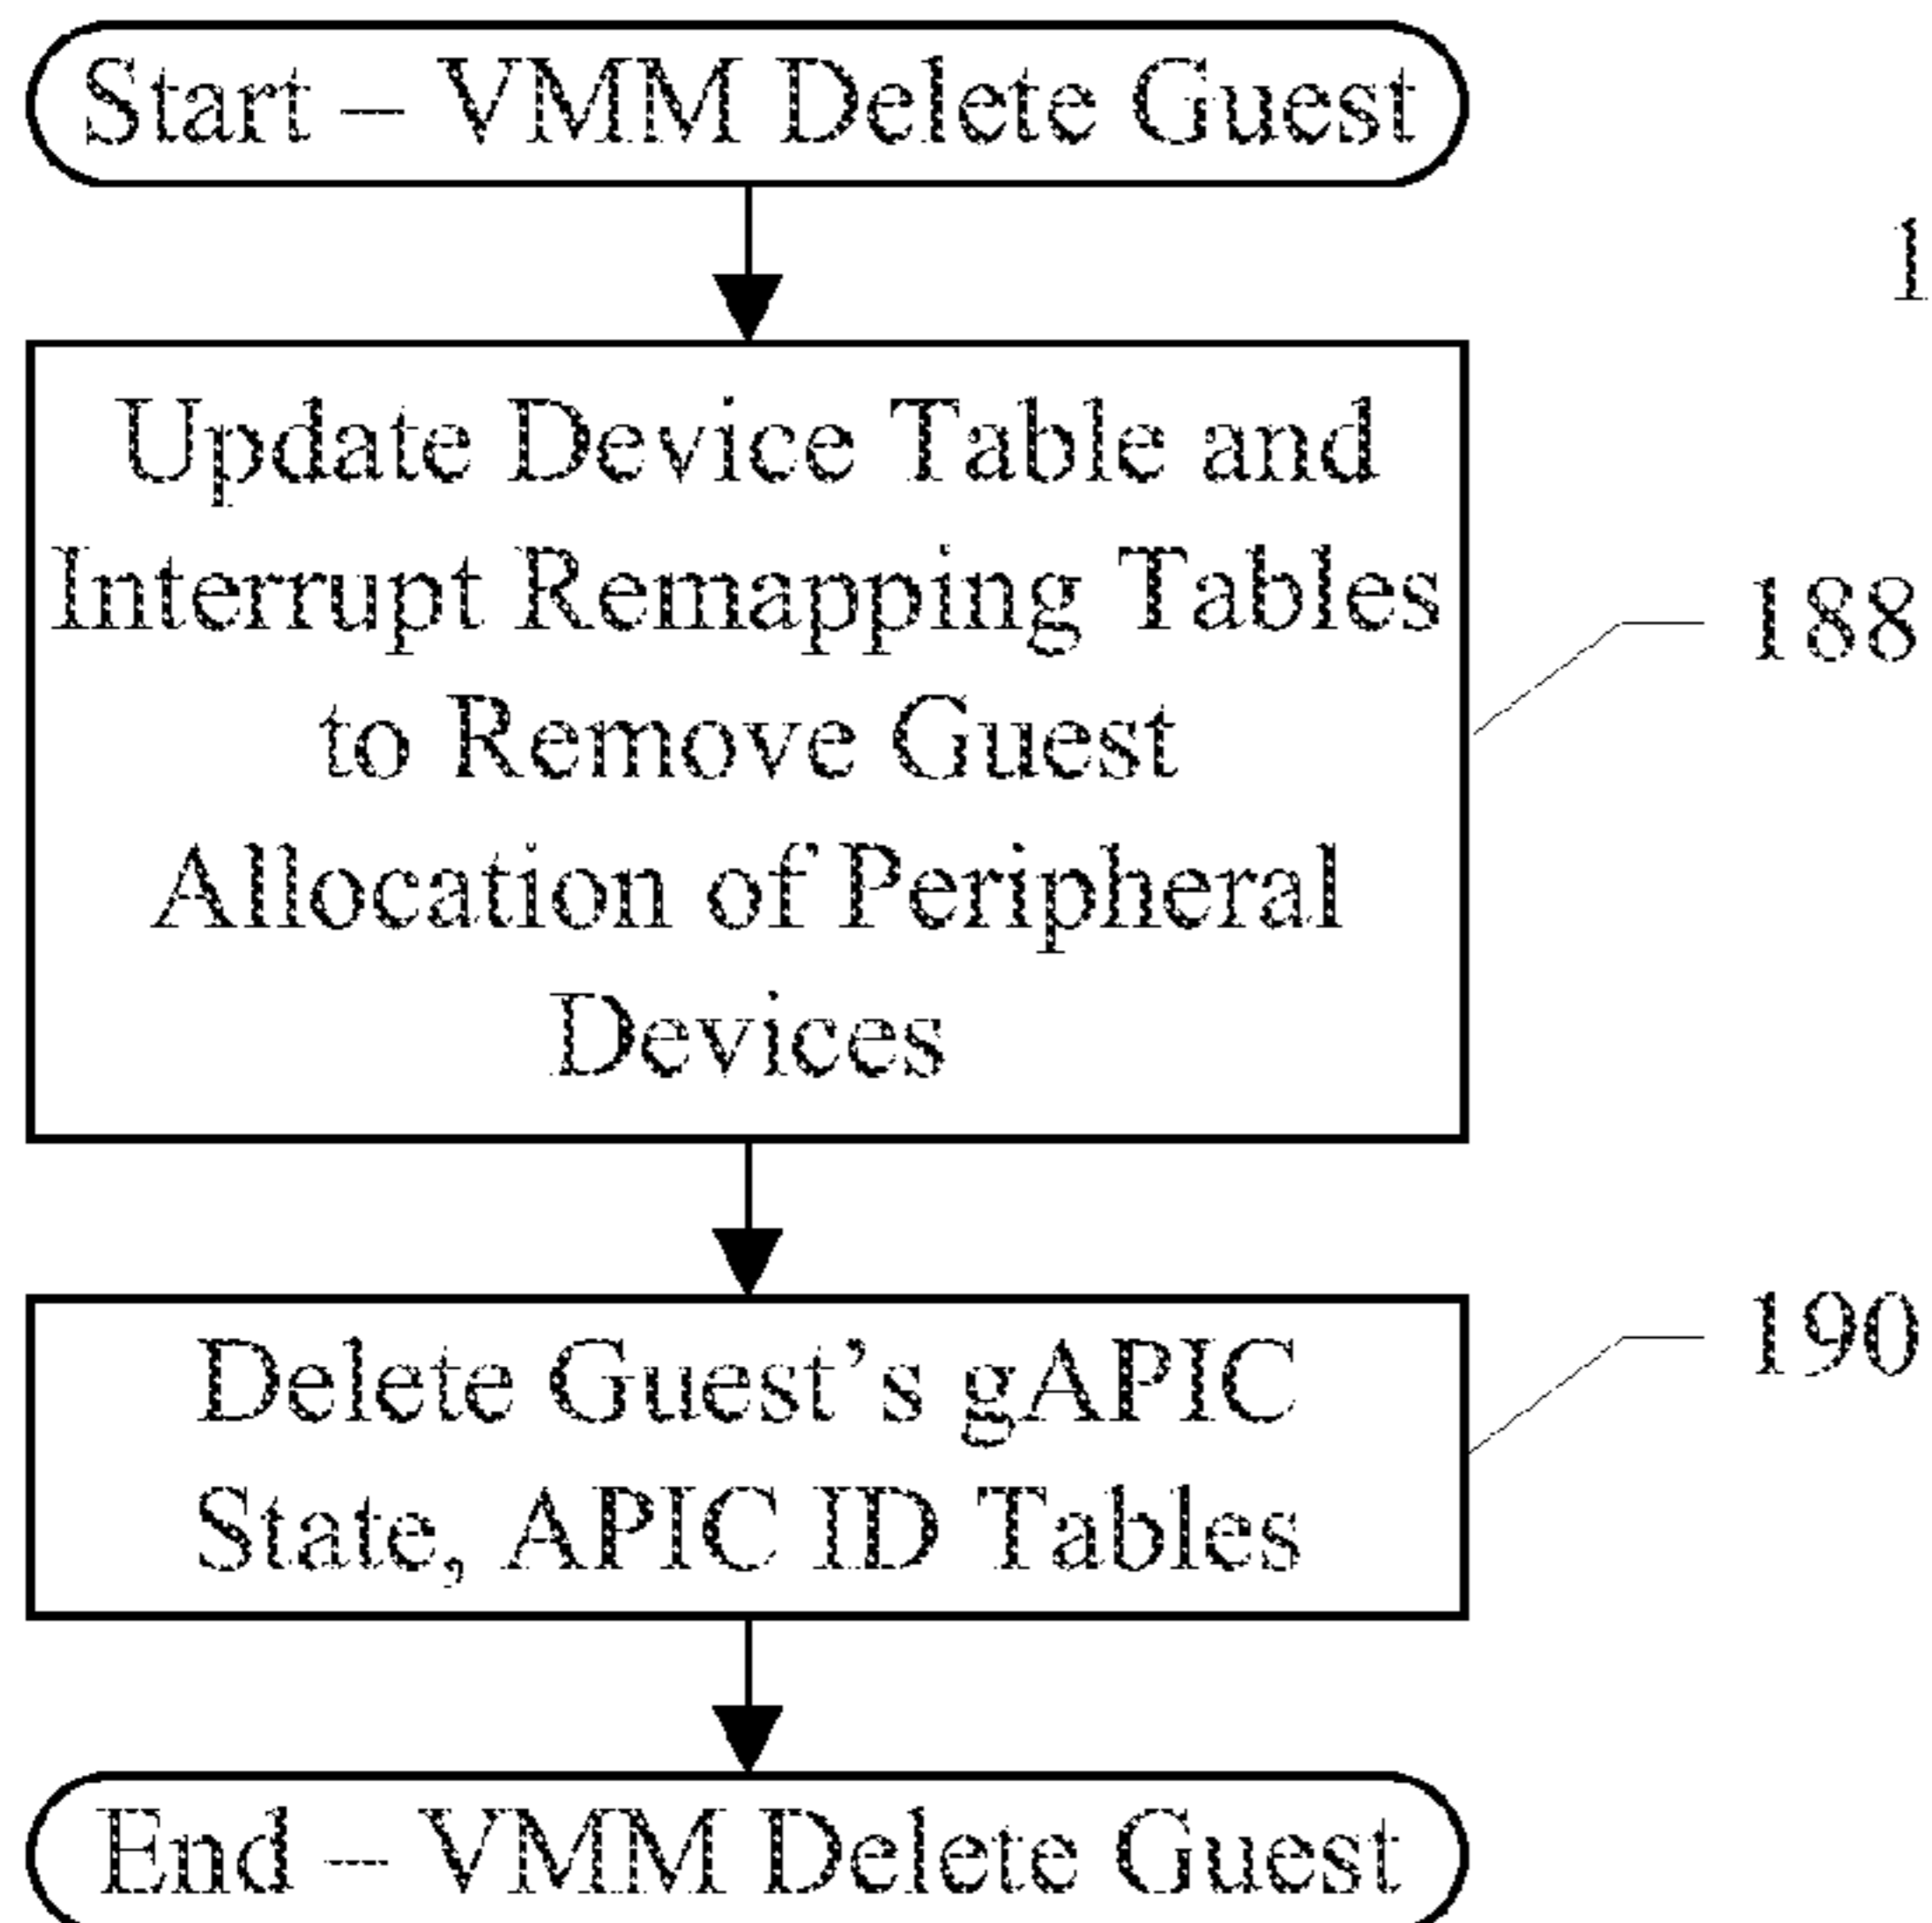 Start – VMM Delete Guest
1
Update Device Table and
Interrupt Remapping Tables
to Remove Guest
Allocation of Peripheral
Devices
188
Delete Guest’s gAPIC
State, APIC ID Tables
190
End – VMM Delete Guest